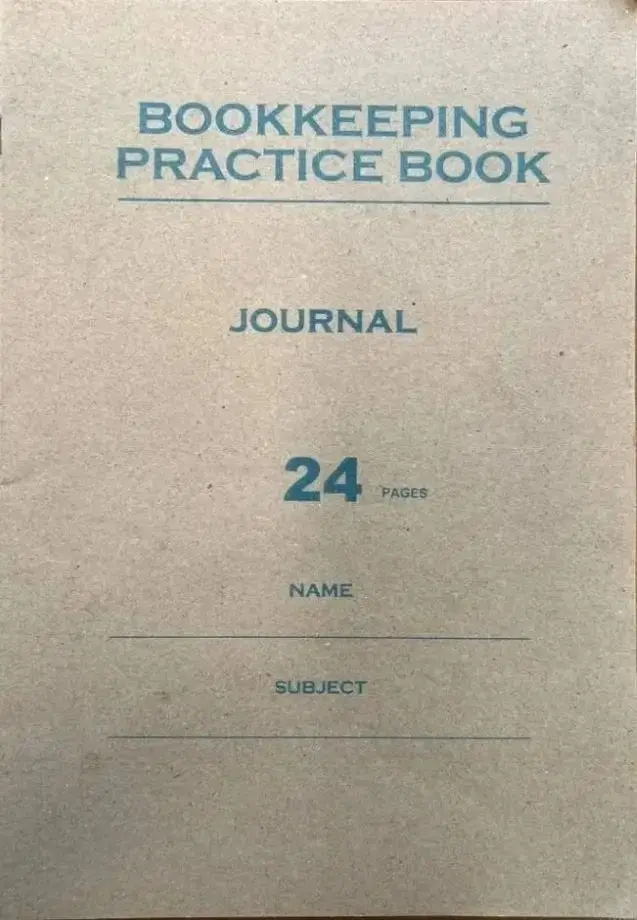 BOOKKEEPING
PRACTICE BOOK
JOURNAL
24 PAGES
NAME
SUBJECT